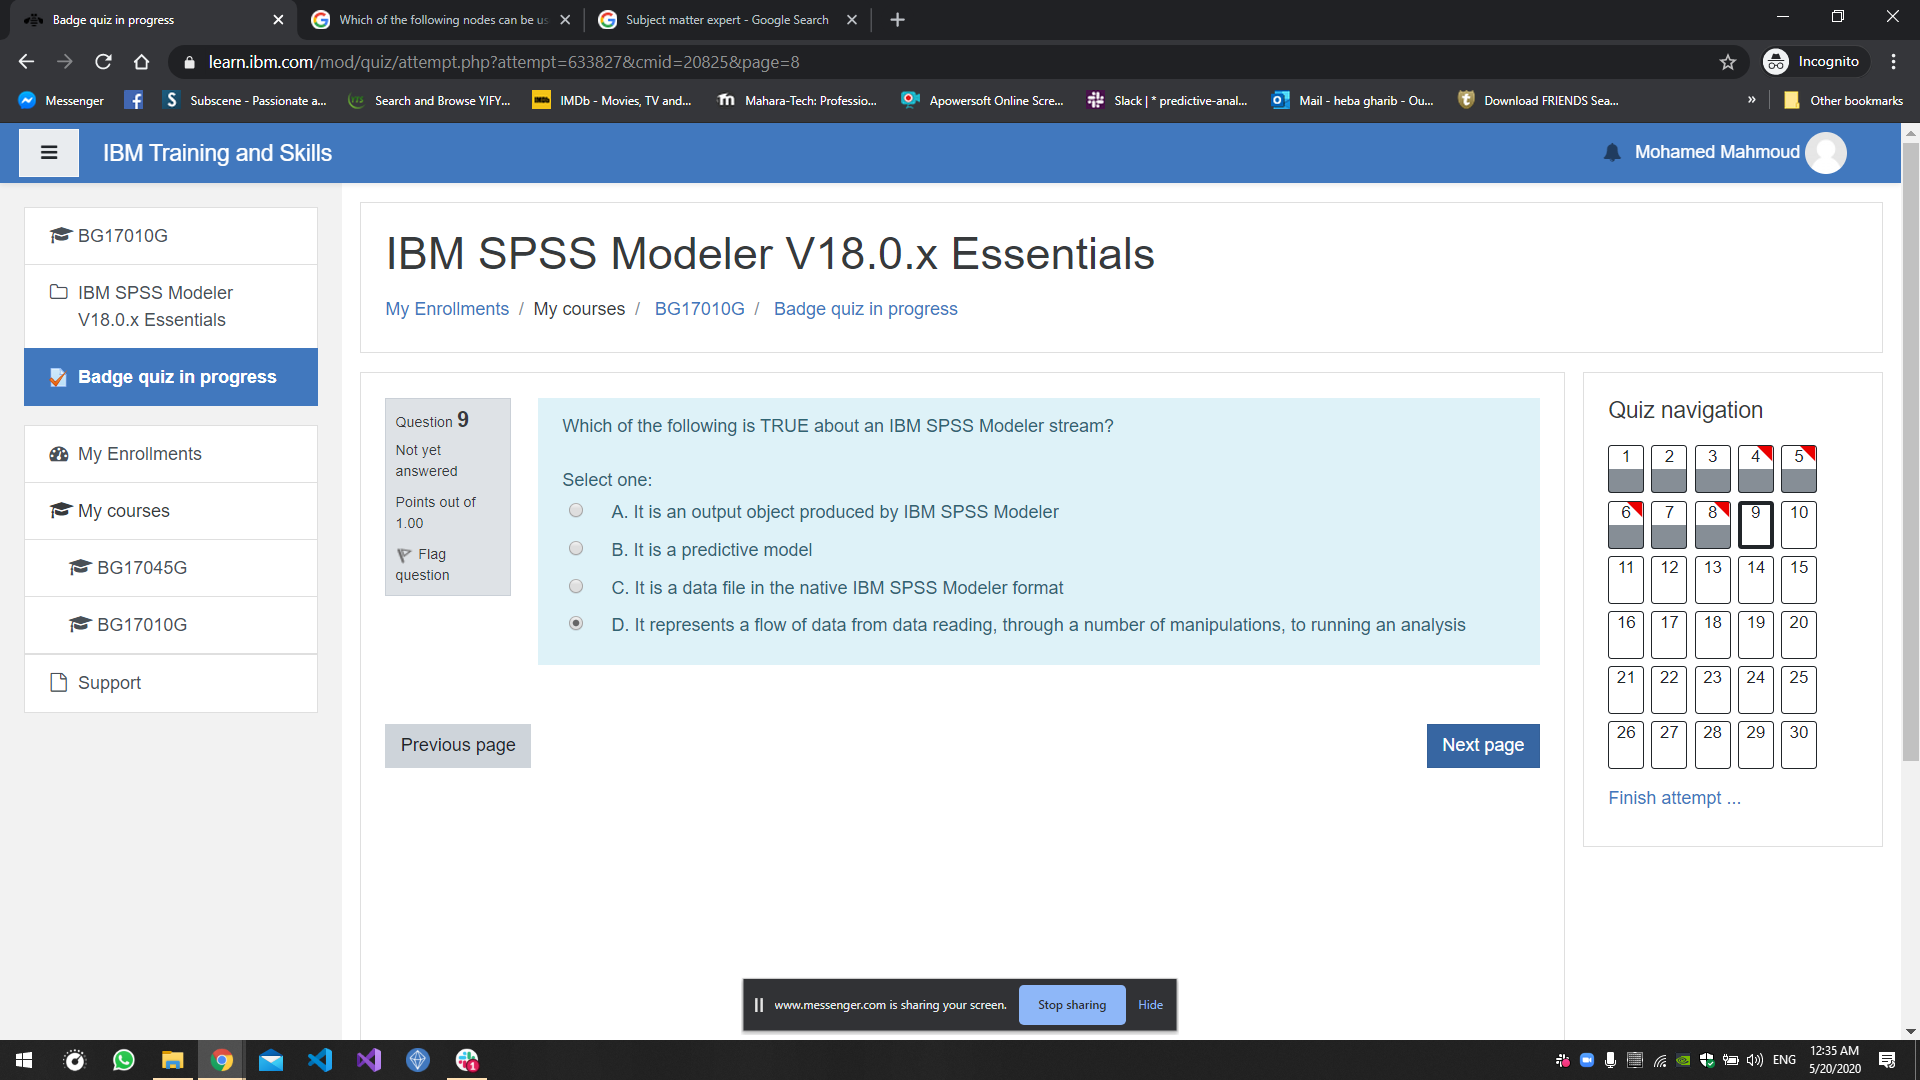 Badge quiz in progress
Which of the following nodes can be us
Subject matter expert - Google Search
learn.ibm.com/mod/quiz/attempt.php?attempt=633827&cmid=20825&page=8
Incognito
Messenger
Subscene - Passionate a...
Search and Browse YIFY...
IMDb - Movies, TV and...
Mahara-Tech: Professio...
Apowersoft Online Scre...
Slack | * predictive-anal...
Mail - heba gharib - Ou...
Download FRIENDS Sea...
»
Other bookmarks
IBM Training and Skills
Mohamed Mahmoud
BG17010G
IBM SPSS Modeler
V18.0.x Essentials
Badge quiz in progress
My Enrollments
My courses
BG17045G
BG17010G
Support
IBM SPSS Modeler V18.0.x Essentials
My Enrollments / My courses / BG17010G / Badge quiz in progress
Question 9
Not yet
answered
Points out of
1.00
Flag
question
Which of the following is TRUE about an IBM SPSS Modeler stream?
Select one:
A. It is an output object produced by IBM SPSS Modeler
B. It is a predictive model
C. It is a data file in the native IBM SPSS Modeler format
D. It represents a flow of data from data reading, through a number of manipulations, to running an analysis
Previous page
Next page
Quiz navigation
1 2 3 4 5
6 7 8 9 10
11 12 13 14 15
16 17 18 19 20
21 22 23 24 25
26 27 28 29 30
Finish attempt ...
www.messenger.com is sharing your screen.
Stop sharing
Hide
ENG
12:35 AM
5/20/2020